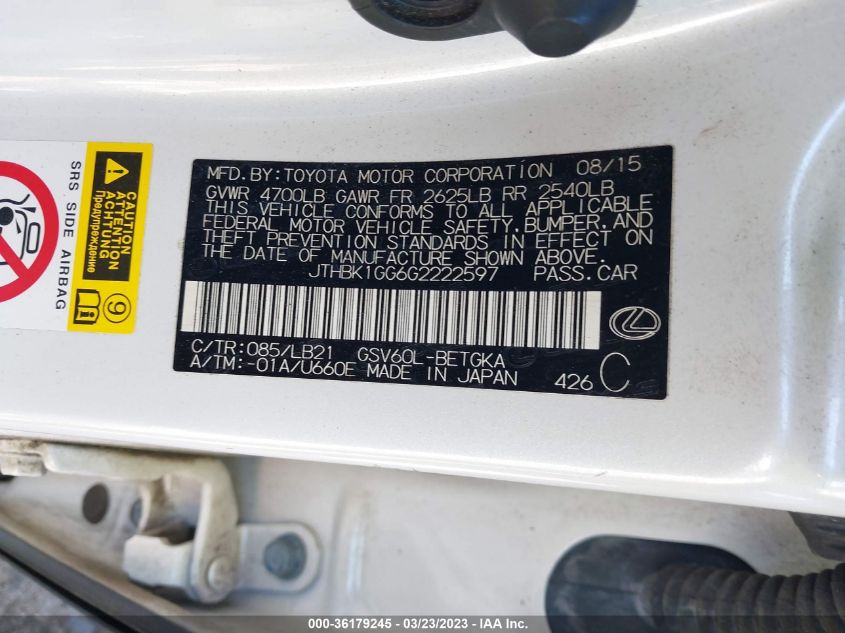 MFD. BY: TOYOTA MOTOR CORPORATION 08/15
GVWR 4700LB GAWR FR 2625LB RR 2540LB
THIS VEHICLE CONFORMS TO ALL APPLICABLE
FEDERAL MOTOR VEHICLE SAFETY, BUMPER, AND
THEFT PREVENTION STANDARDS IN EFFECT ON
THE DATE OF MANUFACTURE SHOWN ABOVE.
JTHBK1GG6G2222597 PASS. CAR
C/TR: 085/LB21 GSV60L-BETGKA
A/TM: -01A/U660E MADE IN JAPAN 426 C
SRS SIDE AIRBAG
CAUTION
ATTENTION
ACHTUNG
Предупреждение
9
000-36179245 - 03/23/2023 - IAA Inc.